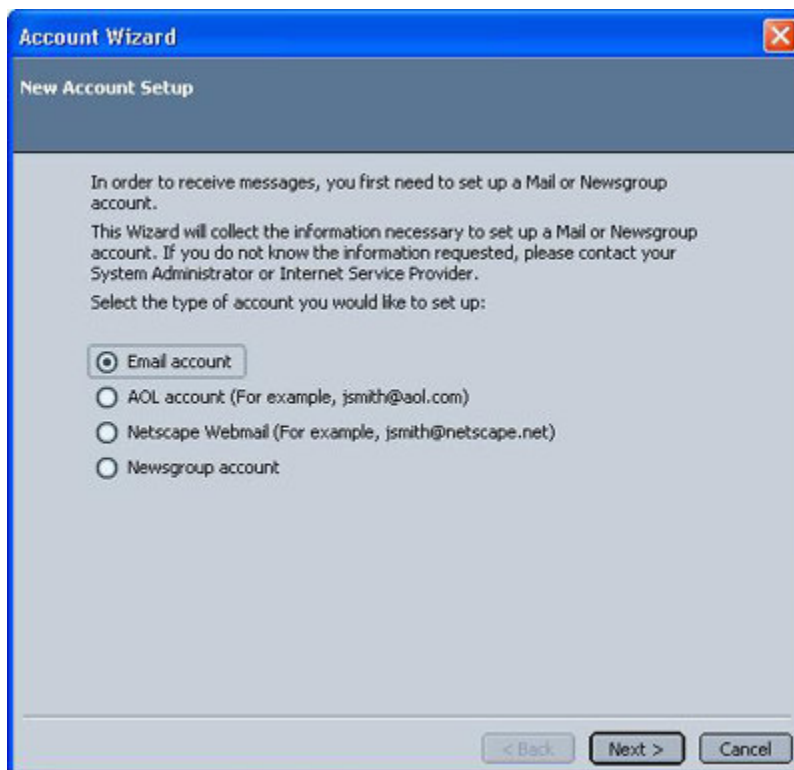 Account Wizard
New Account Setup
In order to receive messages, you first need to set up a Mail or Newsgroup
account.
This Wizard will collect the information necessary to set up a Mail or Newsgroup
account. If you do not know the information requested, please contact your
System Administrator or Internet Service Provider.
Select the type of account you would like to set up:
Email account
AOL account (For example, jsmith@aol.com)
Netscape Webmail (For example, jsmith@netscape.net)
Newsgroup account
< Back Next > Cancel